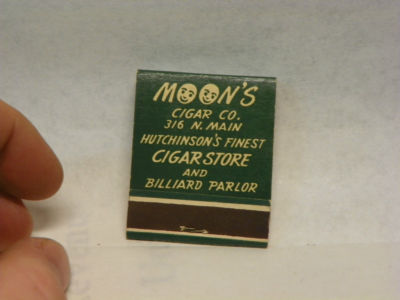 MOON'S
CIGAR CO.
316 N. MAIN
HUTCHINSON'S FINEST
CIGAR STORE
AND
BILLIARD PARLOR